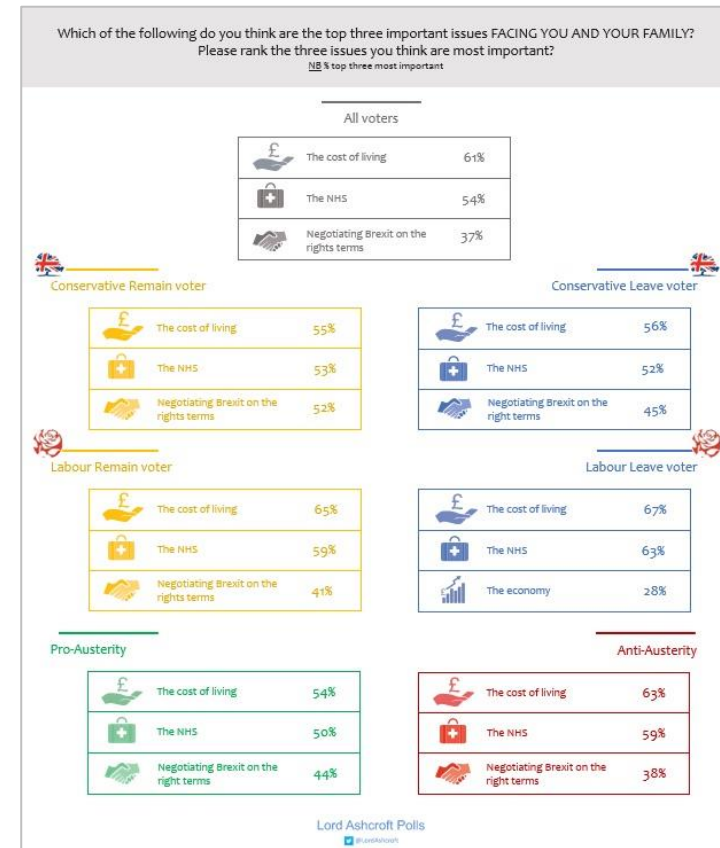 Which of the following do you think are the top three important issues FACING YOU AND YOUR FAMILY?
Please rank the three issues you think are most important?
NB % top three most important
All voters
The cost of living 61%
The NHS 54%
Negotiating Brexit on the
rights terms 37%
Conservative Remain voter
The cost of living 55%
The NHS 53%
Negotiating Brexit on the
rights terms 52%
Conservative Leave voter
The cost of living 56%
The NHS 52%
Negotiating Brexit on the
right terms 45%
Labour Remain voter
The cost of living 65%
The NHS 59%
Negotiating Brexit on the
rights terms 41%
Labour Leave voter
The cost of living 67%
The NHS 63%
The economy 28%
Pro-Austerity
The cost of living 54%
The NHS 50%
Negotiating Brexit on the
right terms 44%
Anti-Austerity
The cost of living 63%
The NHS 59%
Negotiating Brexit on the
right terms 38%
Lord Ashcroft Polls
@LordAshcroft